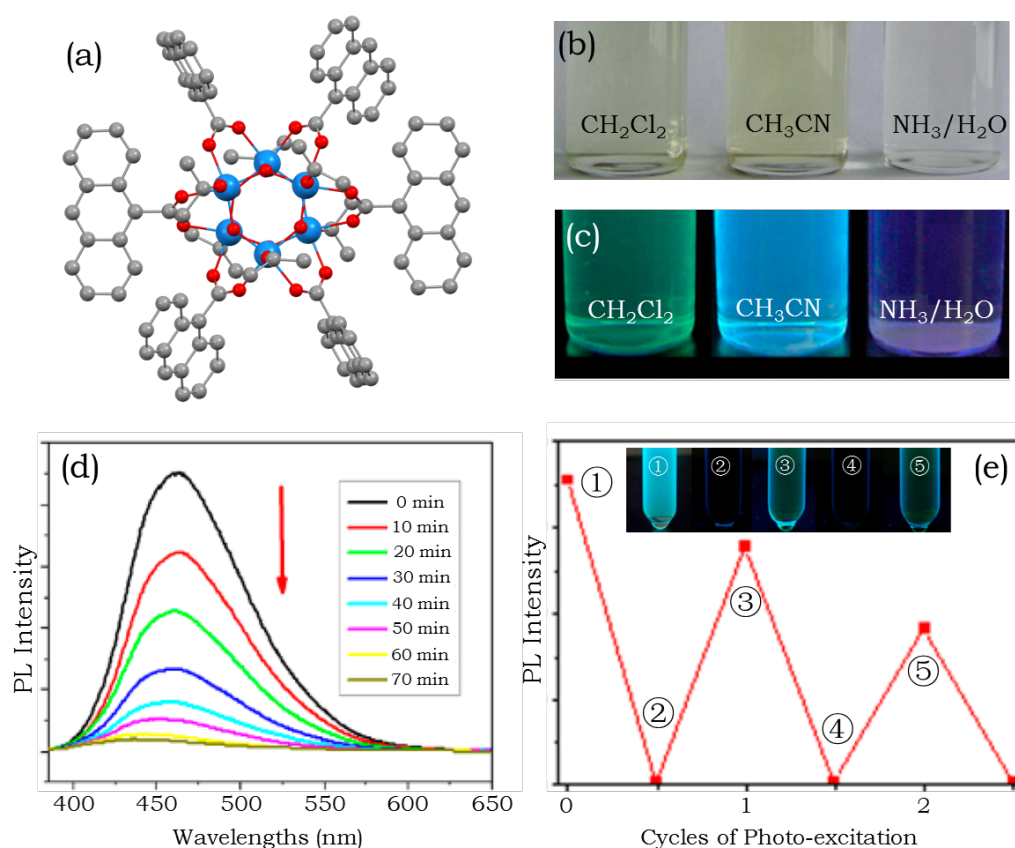 (a)
(b)
CH₂Cl₂ CH₃CN NH₃/H₂O
(c)
CH₂Cl₂ CH₃CN NH₃/H₂O
(d)
PL Intensity
0 min
10 min
20 min
30 min
40 min
50 min
60 min
70 min
400 450 500 550 600 650
Wavelengths (nm)
(e)
PL Intensity
① ② ③ ④ ⑤
①
②
③
④
⑤
0 1 2
Cycles of Photo-excitation